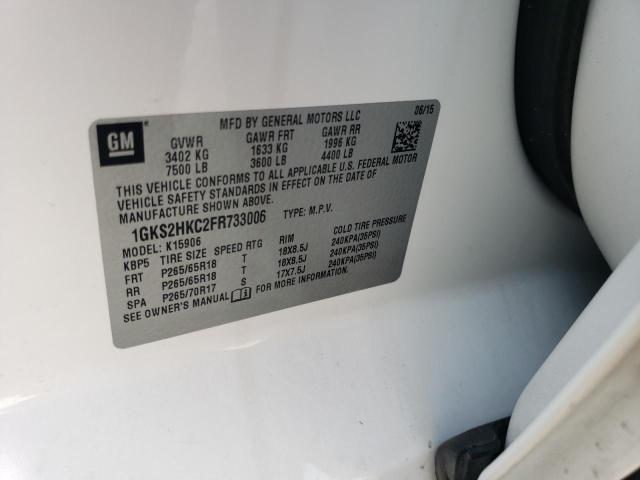 GM
MFD BY GENERAL MOTORS LLC 06/15
GVWR GAWR FRT GAWR RR
3402 KG 1633 KG 1996 KG
7500 LB 3600 LB 4400 LB
THIS VEHICLE CONFORMS TO ALL APPLICABLE U.S. FEDERAL MOTOR
VEHICLE SAFETY STANDARDS IN EFFECT ON THE DATE OF
MANUFACTURE SHOWN ABOVE.
1GKS2HKC2FR733006 TYPE: M.P.V.
MODEL: K15906
KBP5 TIRE SIZE SPEED RTG RIM COLD TIRE PRESSURE
FRT P265/65R18 T 18X8.5J 240KPA(35PSI)
RR P265/65R18 T 18X8.5J 240KPA(35PSI)
SPA P265/70R17 S 17X7.5J 240KPA(35PSI)
SEE OWNER'S MANUAL FOR MORE INFORMATION.